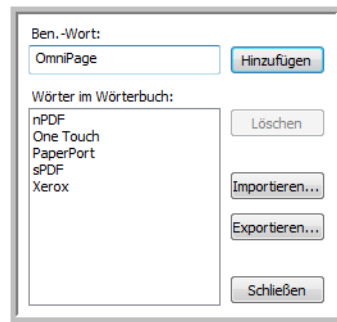 Ben.-Wort:
OmniPage
Hinzufügen
Wörter im Wörterbuch:
nPDF
One Touch
PaperPort
sPDF
Xerox
Löschen
Importieren...
Exportieren...
Schließen